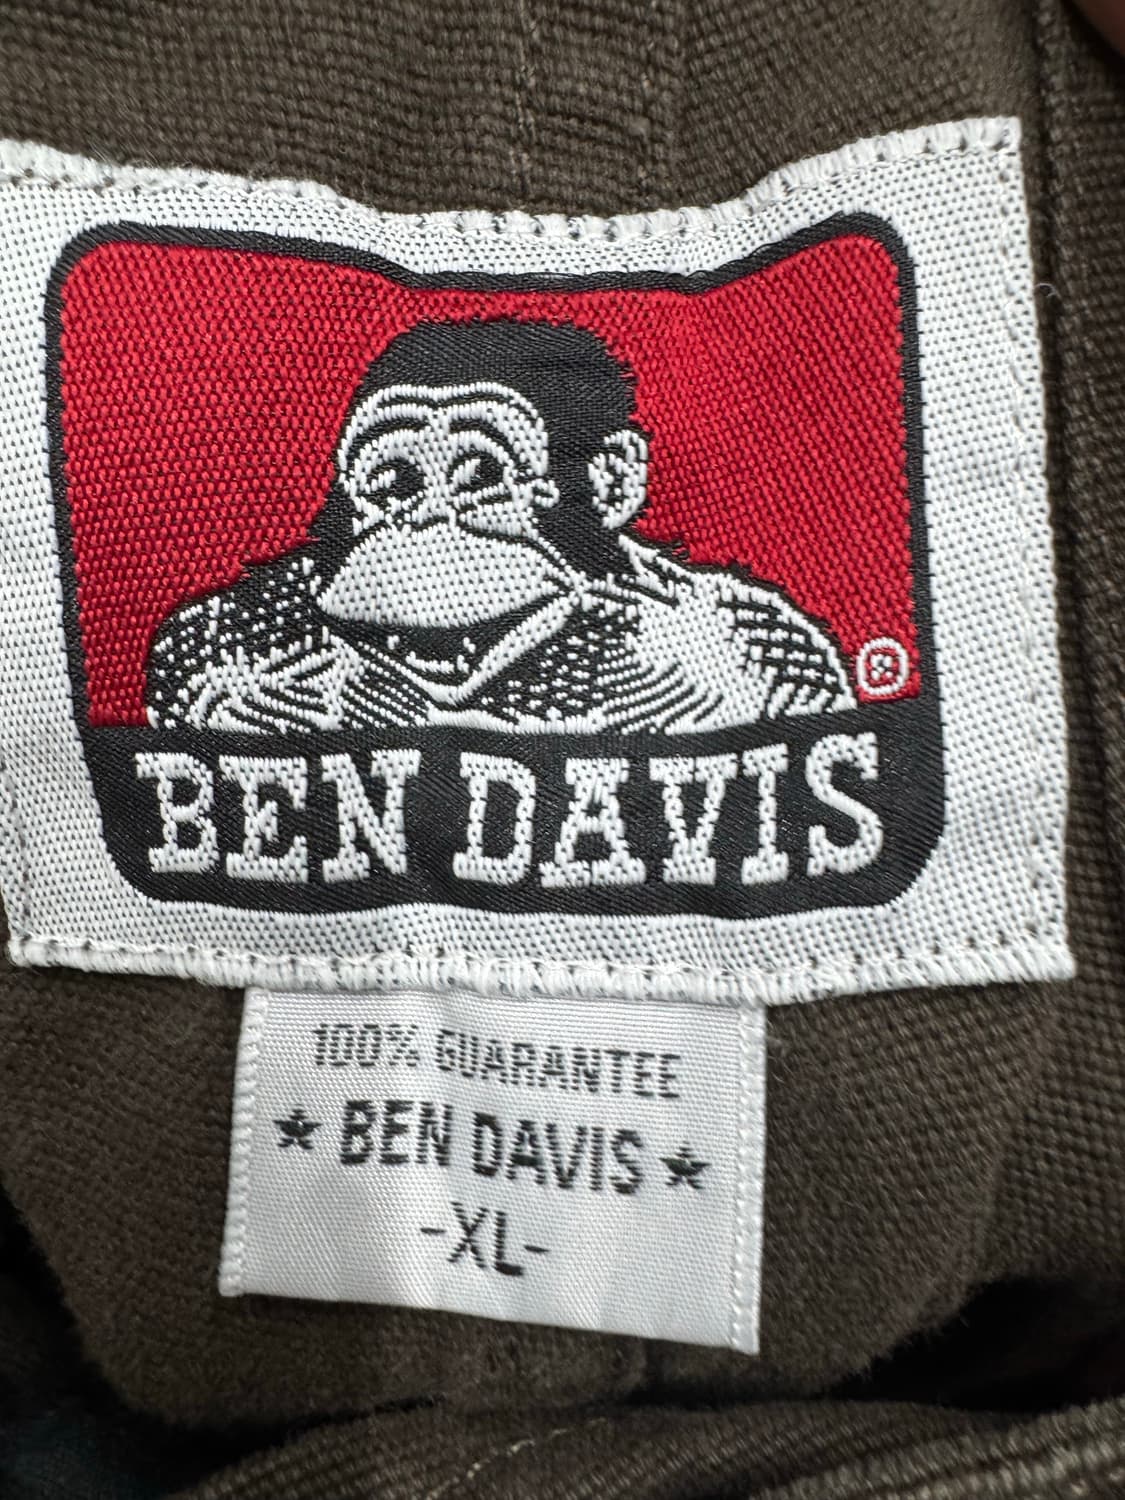 ®
BEN DAVIS
100% GUARANTEE
★ BEN DAVIS ★
-XL-